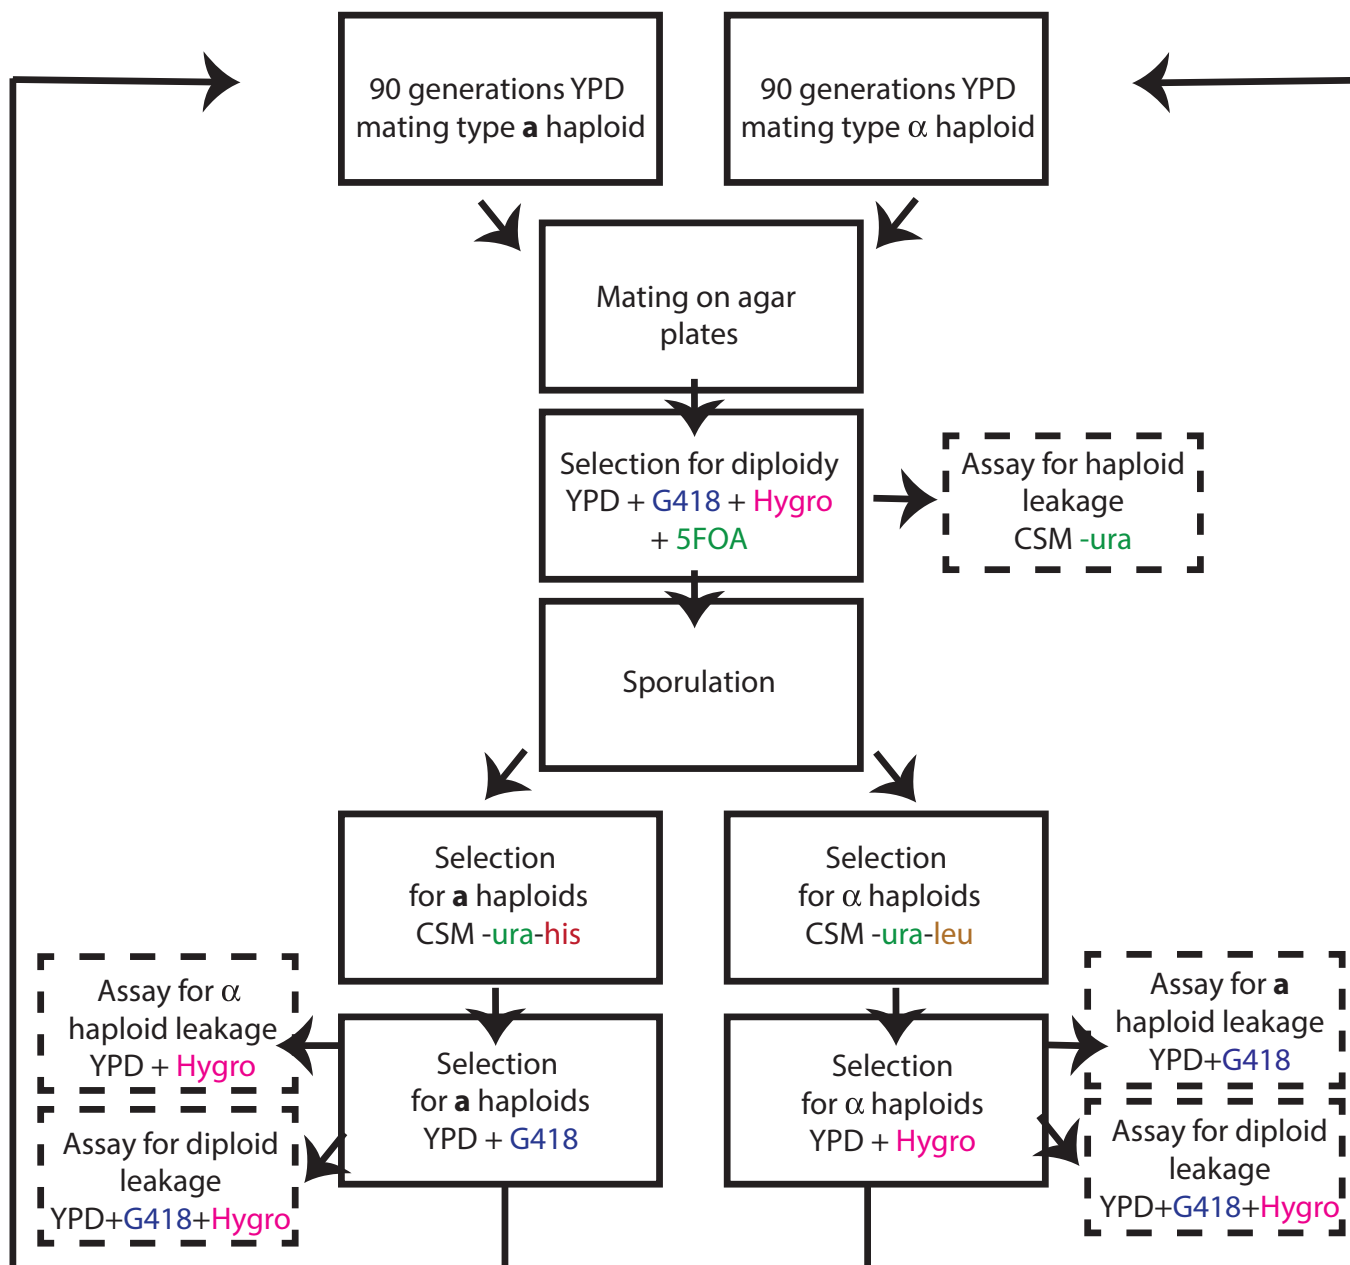 90 generations YPD
mating type a haploid
90 generations YPD
mating type α haploid
Mating on agar
plates
Selection for diploidy
YPD + G418 + Hygro
+ 5FOA
Assay for haploid
leakage
CSM -ura
Sporulation
Selection
for a haploids
CSM -ura-his
Selection
for α haploids
CSM -ura-leu
Assay for α
haploid leakage
YPD + Hygro
Selection
for a haploids
YPD + G418
Selection
for α haploids
YPD + Hygro
Assay for a
haploid leakage
YPD+G418
Assay for diploid
leakage
YPD+G418+Hygro
Assay for diploid
leakage
YPD+G418+Hygro